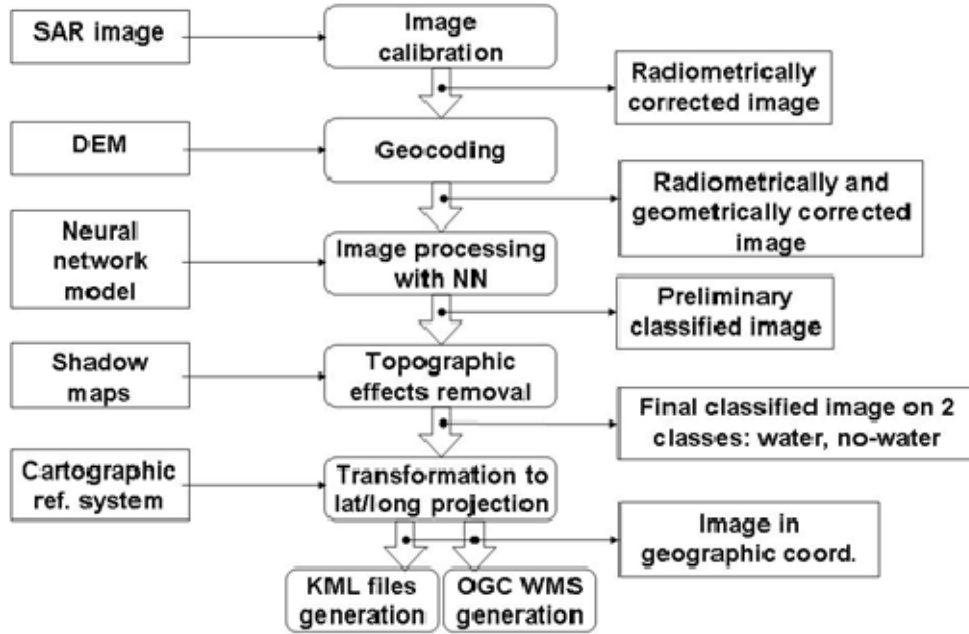 SAR image
Image
calibration
Radiometrically
corrected image
DEM
Geocoding
Radiometrically and
geometrically corrected
image
Neural
network
model
Image processing
with NN
Preliminary
classified image
Shadow
maps
Topographic
effects removal
Final classified image on 2
classes: water, no-water
Cartographic
ref. system
Transformation to
lat/long projection
Image in
geographic coord.
KML files
generation
OGC WMS
generation